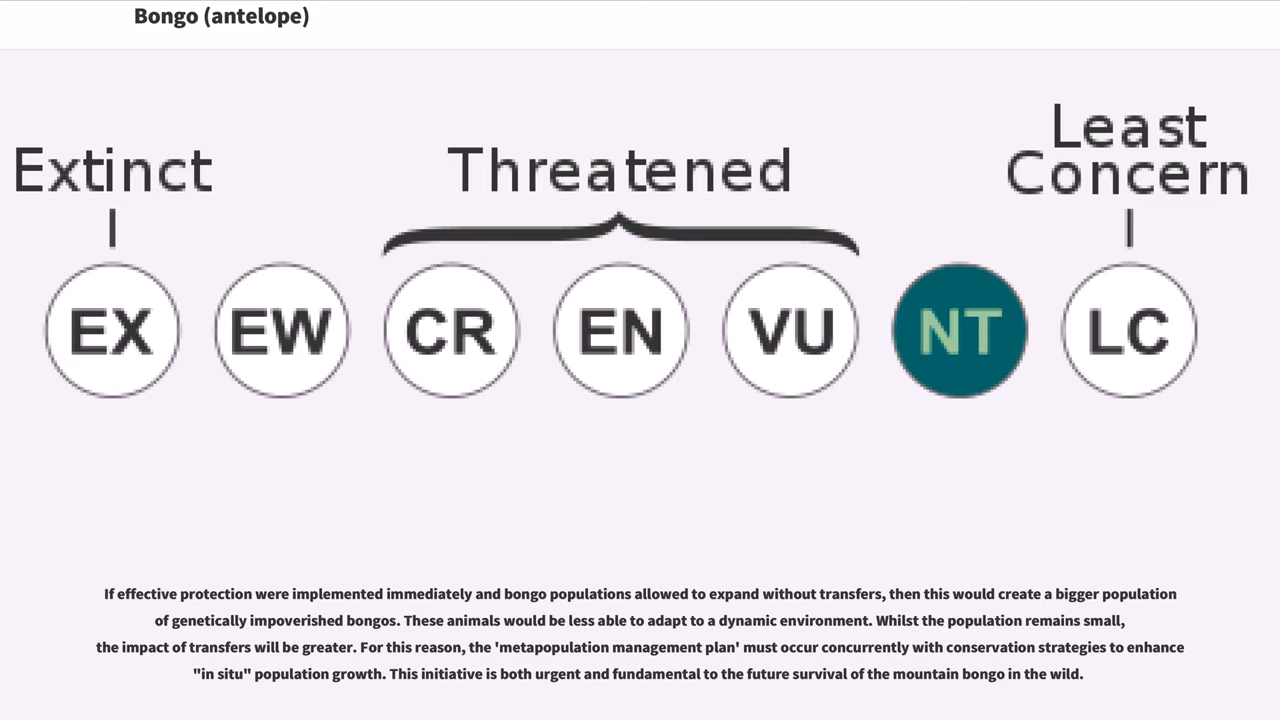 Bongo (antelope)
Extinct
Threatened
Least
Concern
EX EW CR EN VU NT LC
If effective protection were implemented immediately and bongo populations allowed to expand without transfers, then this would create a bigger population
of genetically impoverished bongos. These animals would be less able to adapt to a dynamic environment. Whilst the population remains small,
the impact of transfers will be greater. For this reason, the 'metapopulation management plan' must occur concurrently with conservation strategies to enhance
"in situ" population growth. This initiative is both urgent and fundamental to the future survival of the mountain bongo in the wild.